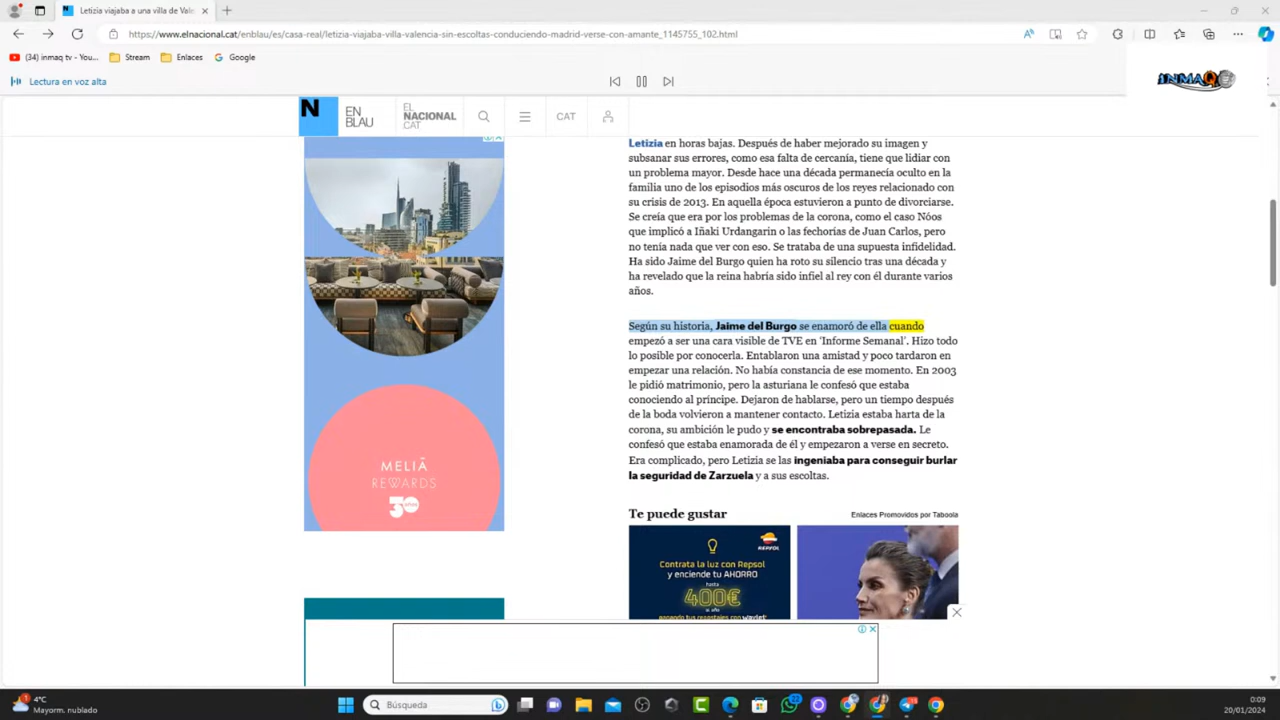 Letizia viajaba a una villa de Vale
https://www.elnacional.cat/enblau/es/casa-real/letizia-viajaba-villa-valencia-sin-escoltas-conduciendo-madrid-verse-con-amante_1145755_102.html
(34) inmaq tv - You...
Stream
Enlaces
Google
Lectura en voz alta
INMAQ
N
EN
BLAU
EL
NACIONAL
CAT
CAT
Letizia en horas bajas. Después de haber mejorado su imagen y
subsanar sus errores, como esa falta de cercanía, tiene que lidiar con
un problema mayor. Desde hace una década permanecía oculto en la
familia uno de los episodios más oscuros de los reyes relacionado con
su crisis de 2013. En aquella época estuvieron a punto de divorciarse.
Se creía que era por los problemas de la corona, como el caso Nóos
que implicó a Iñaki Urdangarin o las fechorías de Juan Carlos, pero
no tenía nada que ver con eso. Se trataba de una supuesta infidelidad.
Ha sido Jaime del Burgo quien ha roto su silencio tras una década y
ha revelado que la reina habría sido infiel al rey con él durante varios
años.
Según su historia, Jaime del Burgo se enamoró de ella cuando
empezó a ser una cara visible de TVE en 'Informe Semanal'. Hizo todo
lo posible por conocerla. Entablaron una amistad y poco tardaron en
empezar una relación. No había constancia de ese momento. En 2003
le pidió matrimonio, pero la asturiana le confesó que estaba
conociendo al príncipe. Dejaron de hablarse, pero un tiempo después
de la boda volvieron a mantener contacto. Letizia estaba harta de la
corona, su ambición le pudo y se encontraba sobrepasada. Le
confesó que estaba enamorada de él y empezaron a verse en secreto.
Era complicado, pero Letizia se las ingeniaba para conseguir burlar
la seguridad de Zarzuela y a sus escoltas.
MELIÃ
REWARDS
30
Te puede gustar
Enlaces Promovidos por Taboola
REPSOL
Contrata la luz con Repsol
y enciende tu AHORRO
hasta
400€
4°C
Mayorm. nublado
Búsqueda
0:09
20/01/2024